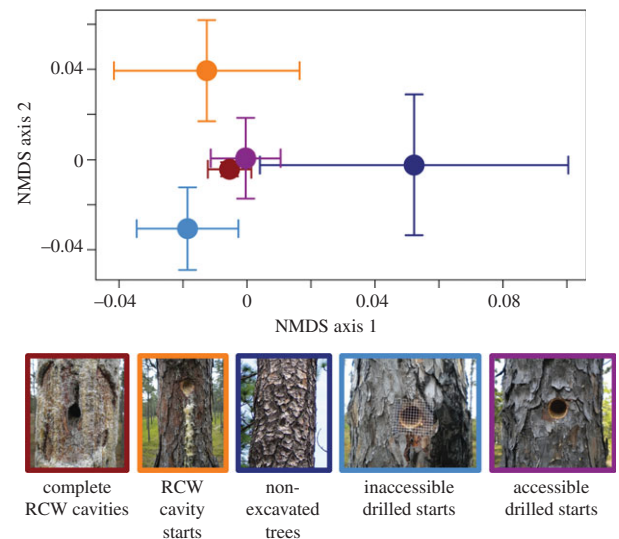 0.04
0
–0.04
NMDS axis 2
–0.04 0 0.04 0.08
NMDS axis 1
complete
RCW cavities
RCW
cavity
starts
non-
excavated
trees
inaccessible
drilled starts
accessible
drilled starts